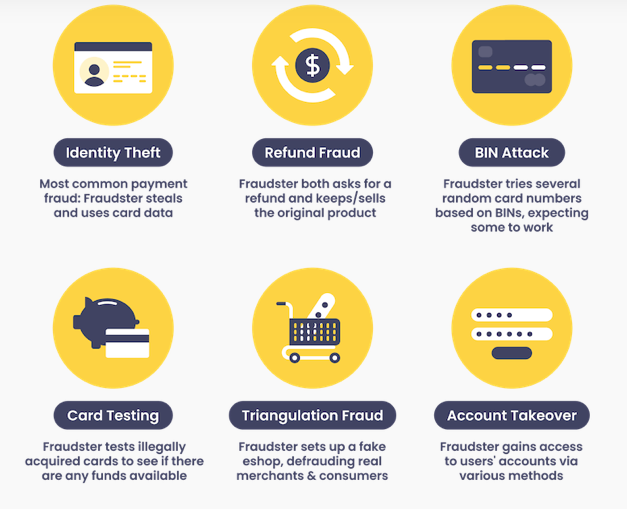 $
Identity Theft
Refund Fraud
BIN Attack
Most common payment
fraud: Fraudster steals
and uses card data
Fraudster both asks for a
refund and keeps/sells
the original product
Fraudster tries several
random card numbers
based on BINs, expecting
some to work
Card Testing
Triangulation Fraud
Account Takeover
Fraudster tests illegally
acquired cards to see if there
are any funds available
Fraudster sets up a fake
eshop, defrauding real
merchants & consumers
Fraudster gains access
to users' accounts via
various methods